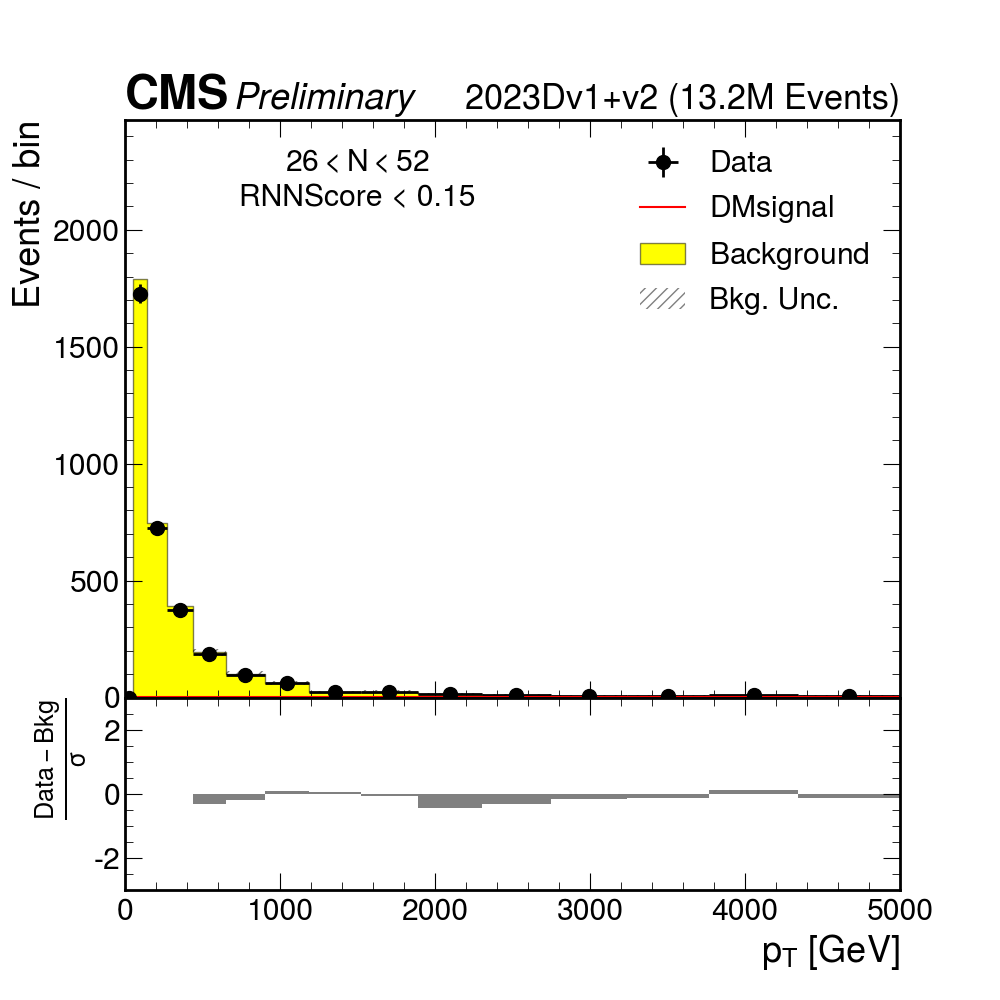 CMS Preliminary 2023Dv1+v2 (13.2M Events)
Events / bin
26 < N < 52
RNNScore < 0.15
Data
DMsignal
Background
Bkg. Unc.
2000
1500
1000
500
0
Data − Bkg
σ
2
0
-2
0 1000 2000 3000 4000 5000
pT [GeV]